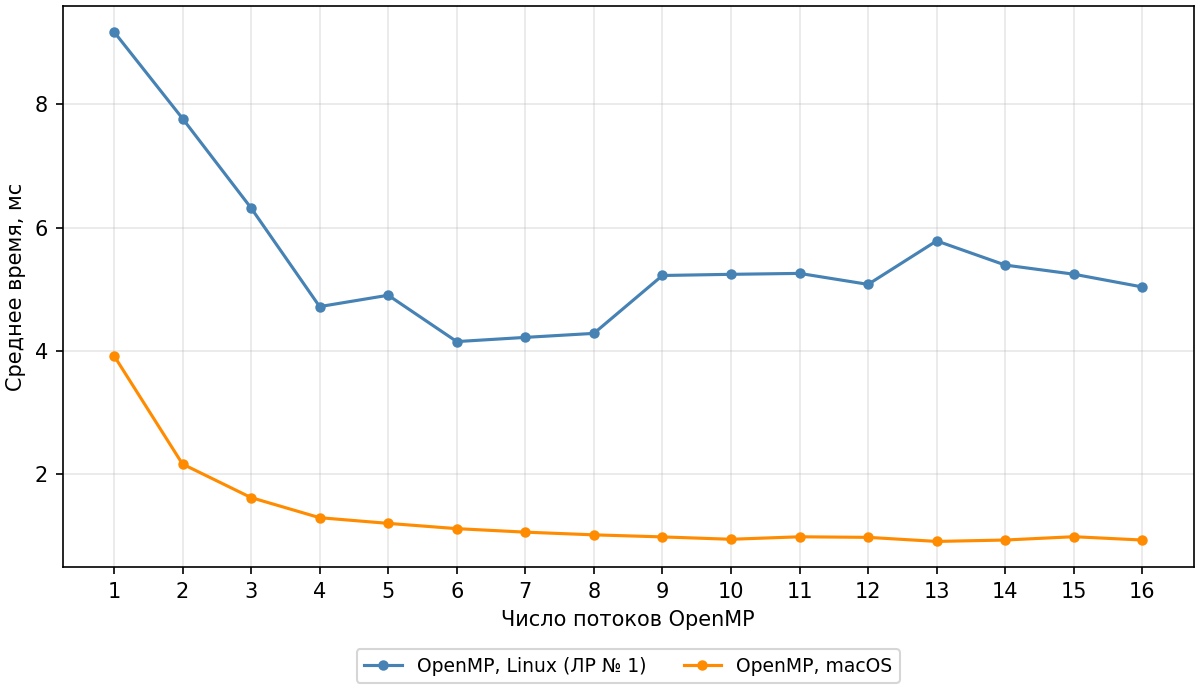 8
6
4
2
Среднее время, мс
1 2 3 4 5 6 7 8 9 10 11 12 13 14 15 16
Число потоков OpenMP
OpenMP, Linux (ЛР № 1) OpenMP, macOS